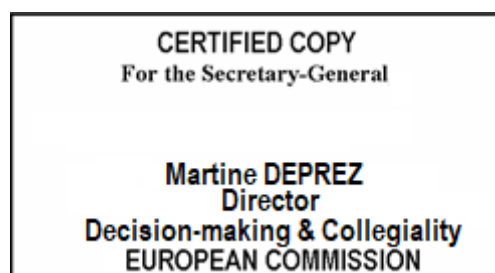 CERTIFIED COPY
For the Secretary-General
Martine DEPREZ
Director
Decision-making & Collegiality
EUROPEAN COMMISSION